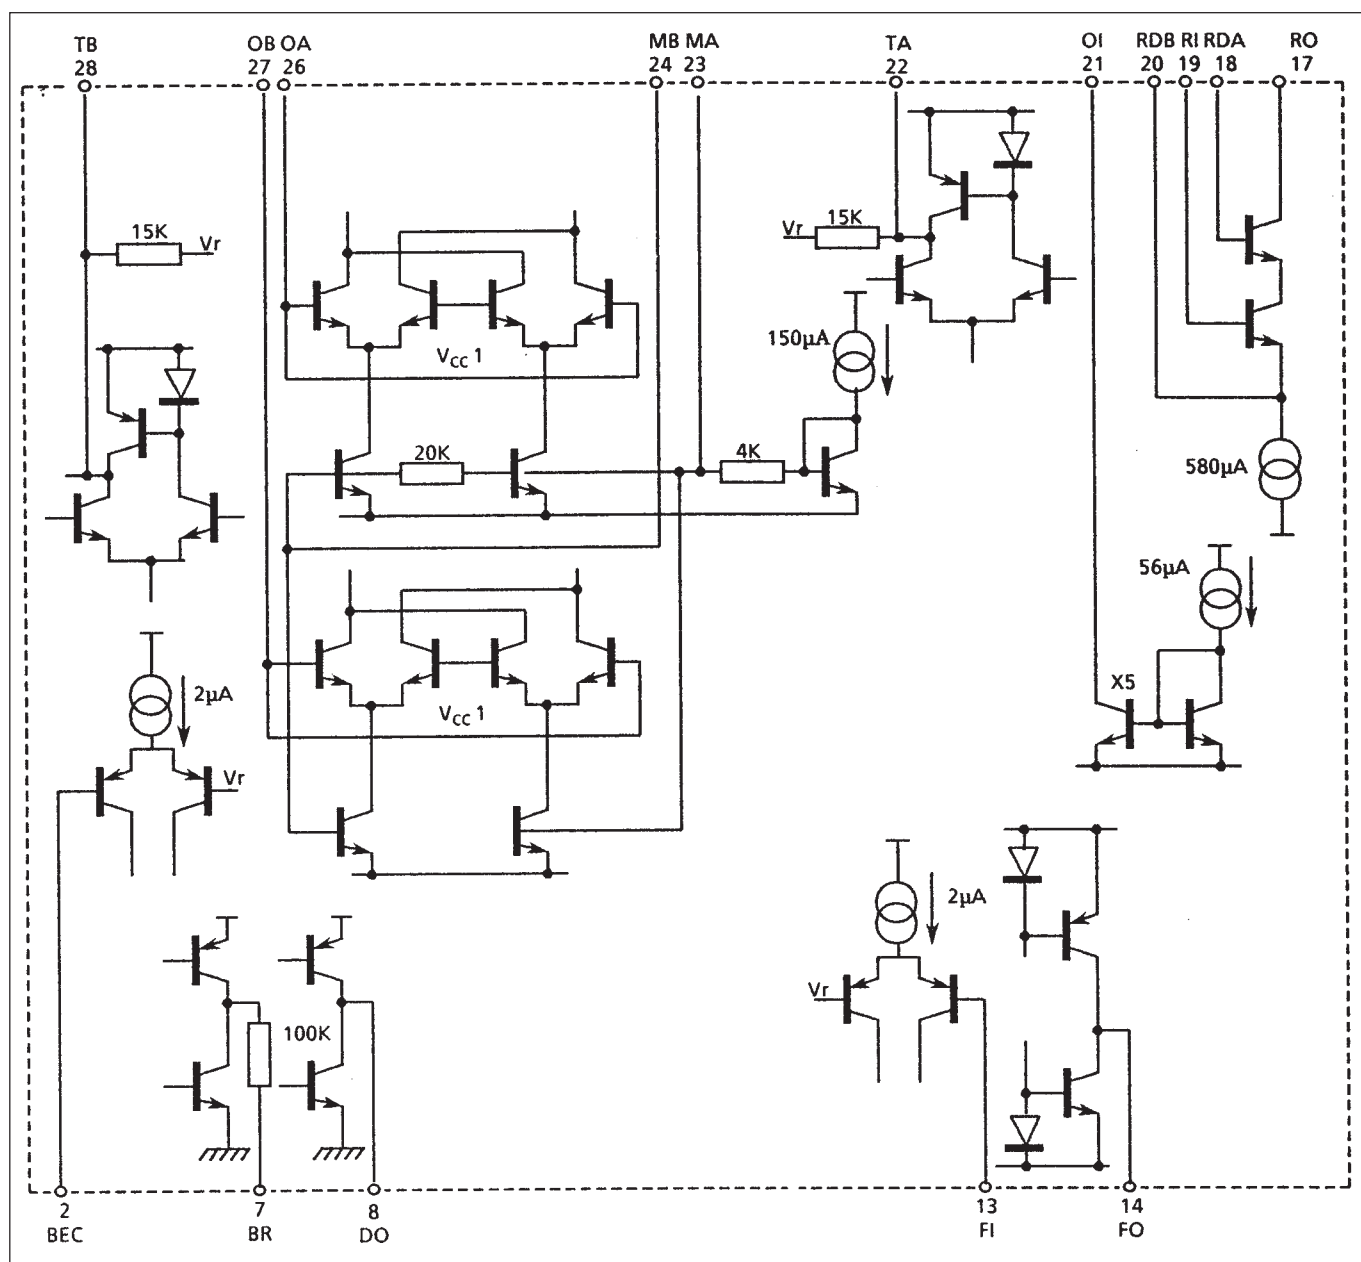 TB OB OA MB MA TA OI RDB RI RDA RO
28 27 26 24 23 22 21 20 19 18 17
15K Vr
Vr 15K
VCC 1
150μA
20K
4K
580μA
56μA
X5
2μA
VCC 1
Vr
2μA
Vr
100K
2 7 8 13 14
BEC BR DO FI FO